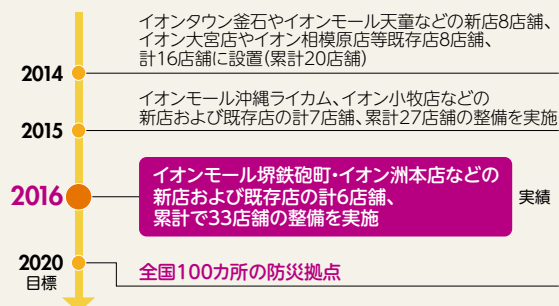 イオンタウン釜石やイオンモール天童などの新店8店舗、
イオン大宮店やイオン相模原店等既存店8店舗、
計16店舗に設置(累計20店舗)
2014
イオンモール沖縄ライカム、イオン小牧店などの
新店および既存店の計7店舗、累計27店舗の整備を実施
2015
イオンモール堺鉄砲町・イオン洲本店などの
新店および既存店の計6店舗、
累計で33店舗の整備を実施
2016
実績
2020
目標
全国100カ所の防災拠点